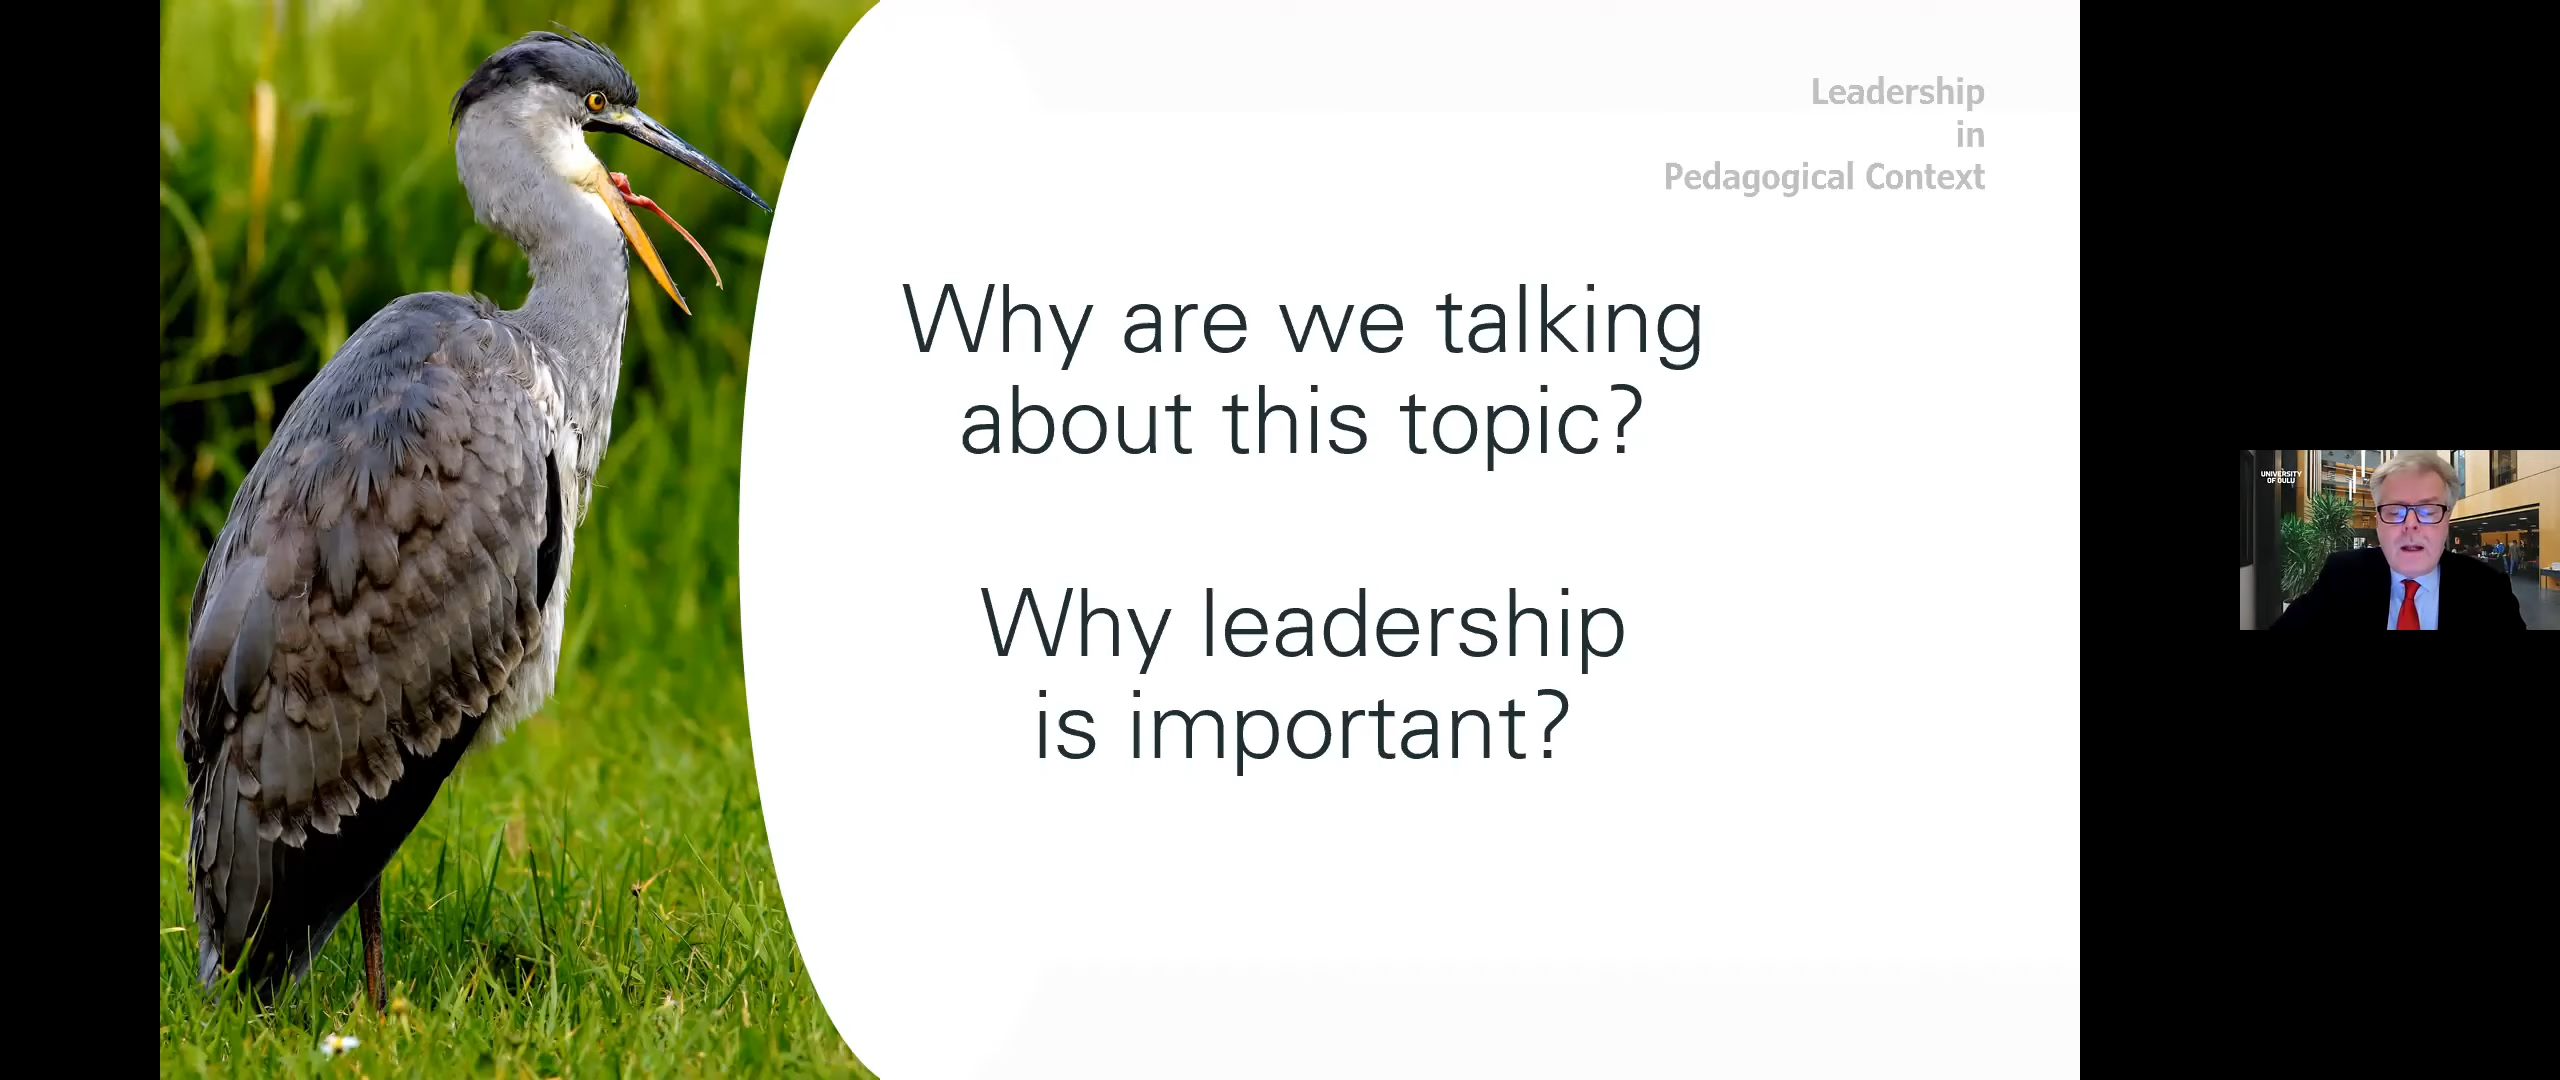 Leadership
in
Pedagogical Context
Why are we talking
about this topic?
Why leadership
is important?
UNIVERSITY
OF OULU